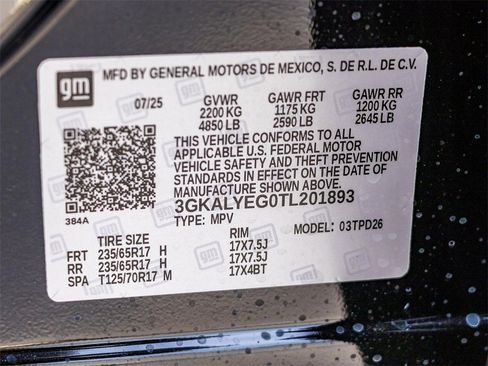 gm MFD BY GENERAL MOTORS DE MEXICO, S. DE R.L. DE C.V.
07/25 GVWR GAWR FRT GAWR RR
2200 KG 1175 KG 1200 KG
4850 LB 2590 LB 2645 LB
THIS VEHICLE CONFORMS TO ALL
APPLICABLE U.S. FEDERAL MOTOR
VEHICLE SAFETY AND THEFT PREVENTION
STANDARDS IN EFFECT ON THE DATE OF
MANUFACTURE SHOWN ABOVE.
3GKALYEG0TL201893
384A TYPE: MPV MODEL: 03TPD26
TIRE SIZE RIM
FRT 235/65R17 H 17X7.5J
RR 235/65R17 H 17X7.5J
SPA T125/70R17 M 17X4BT